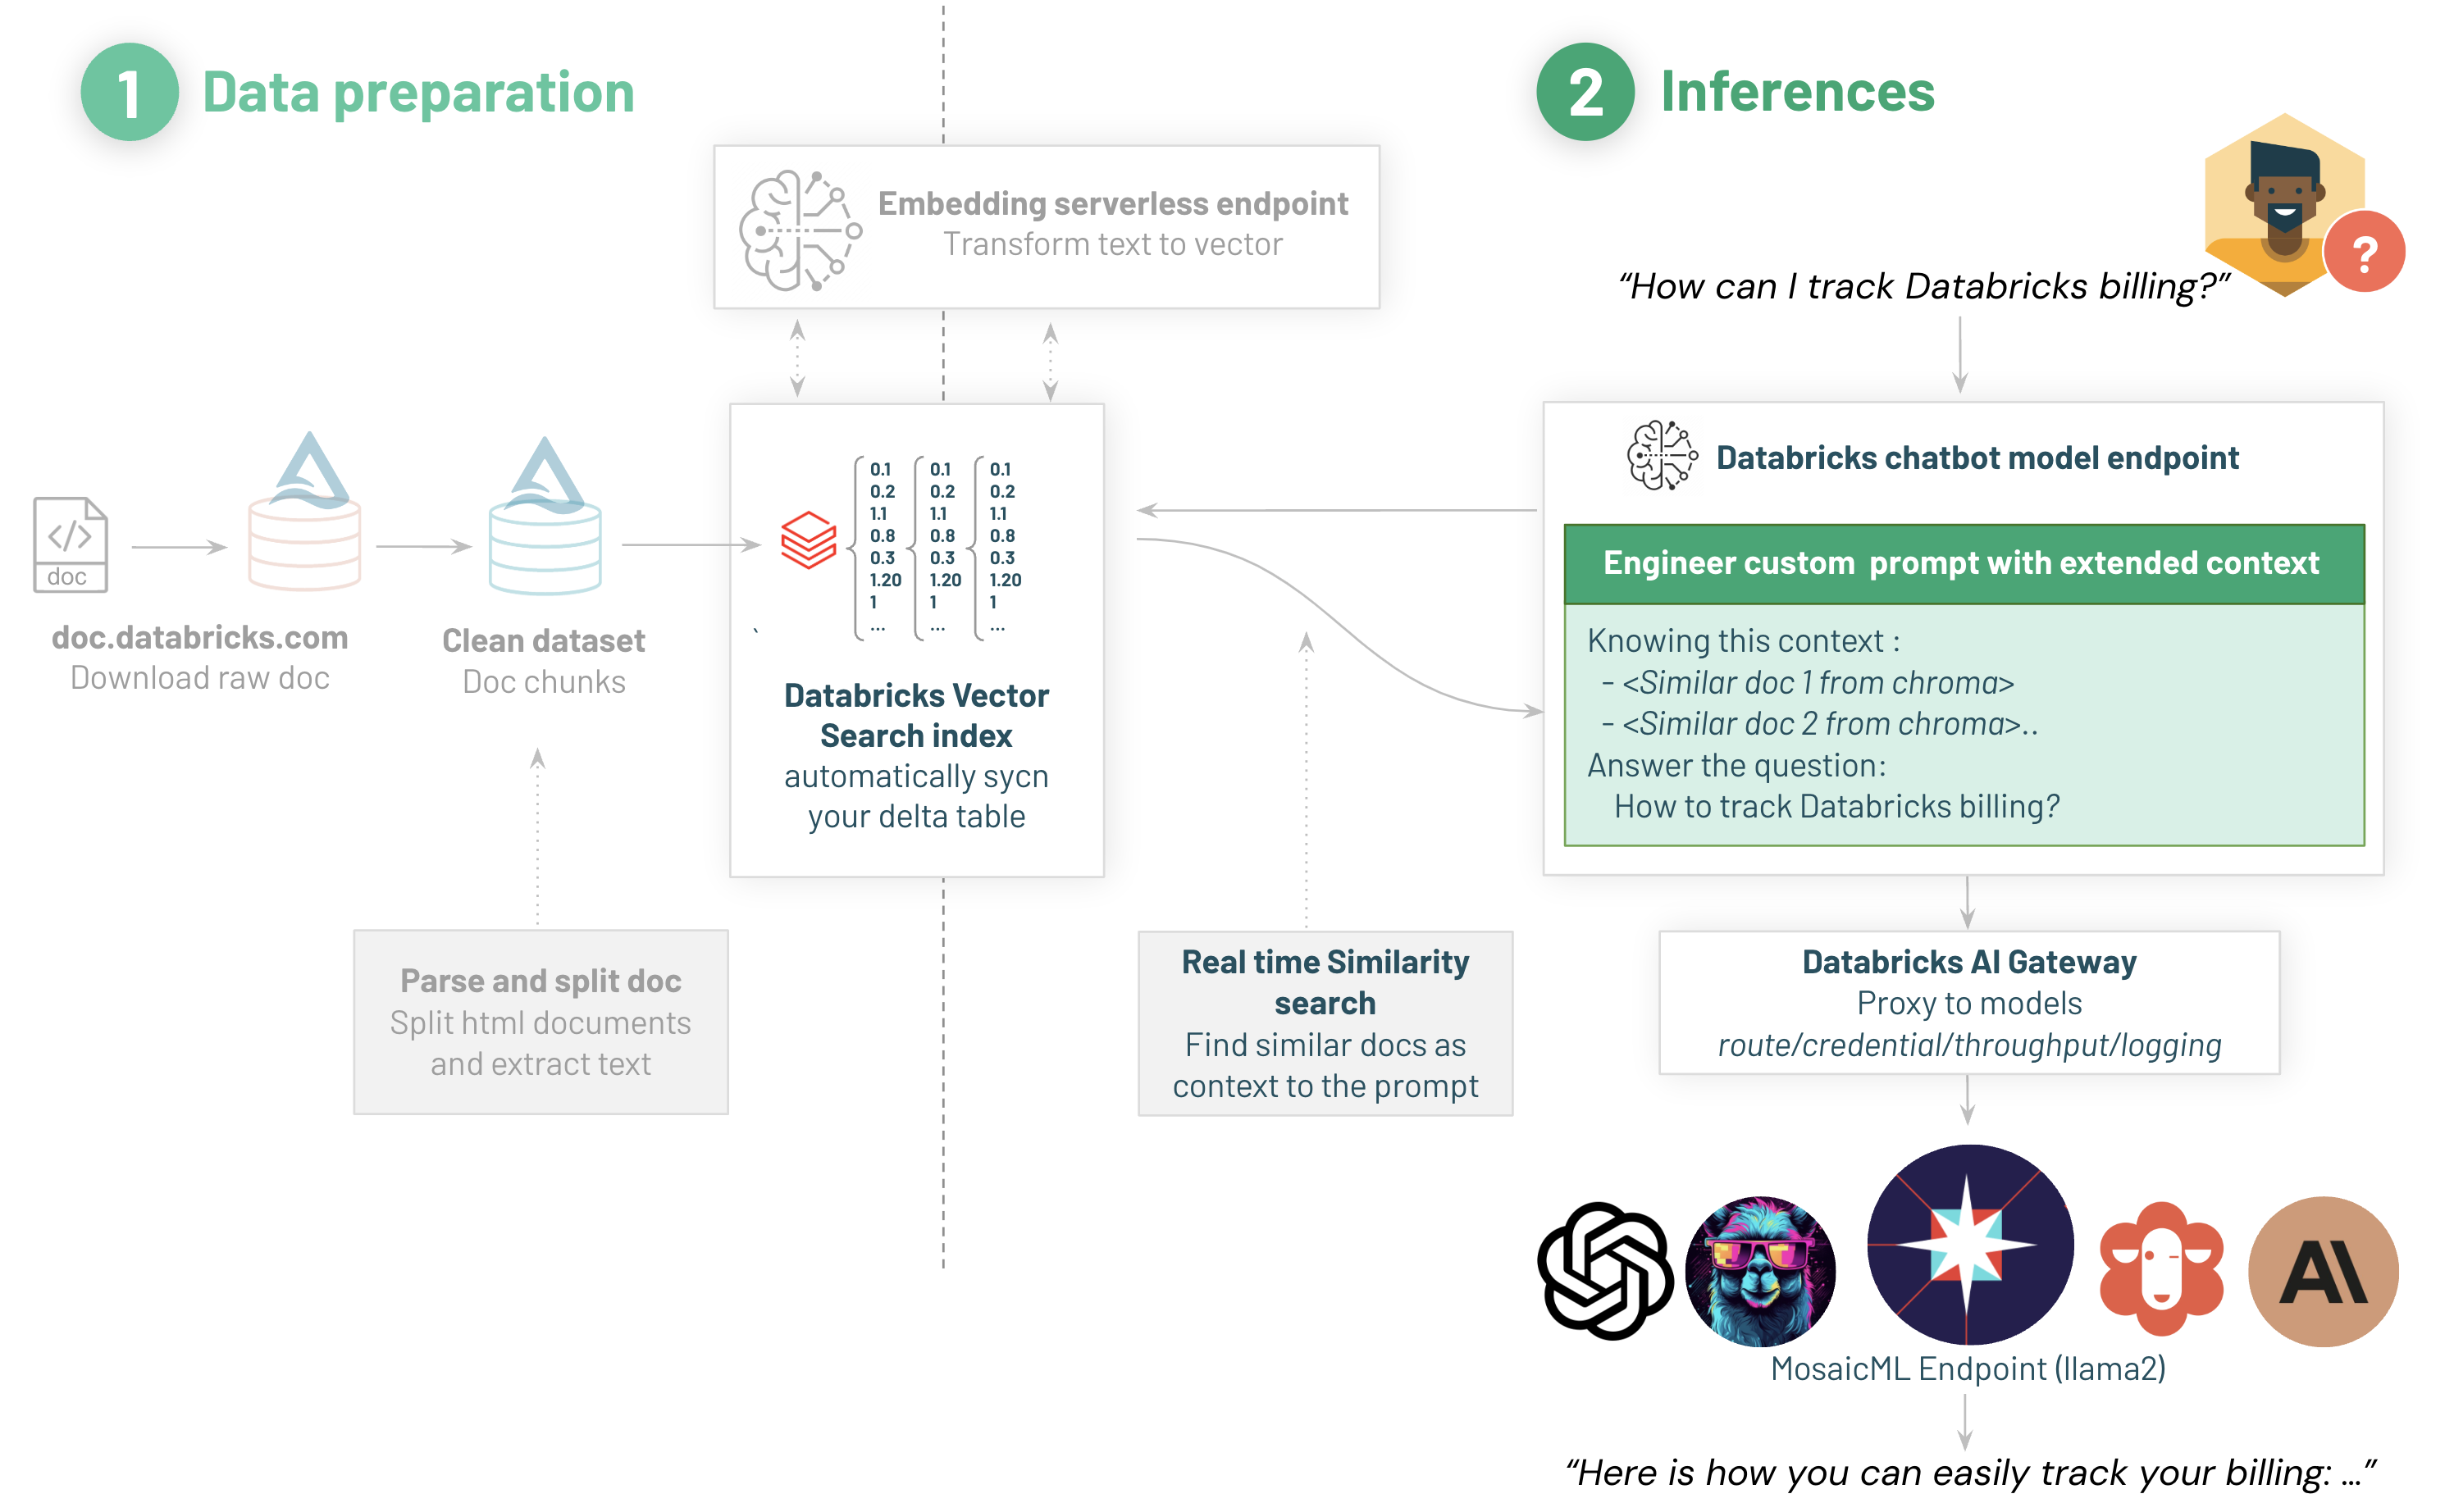 1 Data preparation
2 Inferences
Embedding serverless endpoint
Transform text to vector
?
“How can I track Databricks billing?”
</>
doc
doc.databricks.com
Download raw doc
Clean dataset
Doc chunks
Parse and split doc
Split html documents
and extract text
0.1 0.1 0.1
0.2 0.2 0.2
1.1 1.1 1.1
0.8 0.8 0.8
0.3 0.3 0.3
1.20 1.20 1.20
1 1 1
... ... ...
`
Databricks Vector
Search index
automatically sycn
your delta table
Real time Similarity
search
Find similar docs as
context to the prompt
Databricks chatbot model endpoint
Engineer custom prompt with extended context
Knowing this context :
- <Similar doc 1 from chroma>
- <Similar doc 2 from chroma>..
Answer the question:
How to track Databricks billing?
Databricks AI Gateway
Proxy to models
route/credential/throughput/logging
A\
MosaicML Endpoint (llama2)
“Here is how you can easily track your billing: ...”